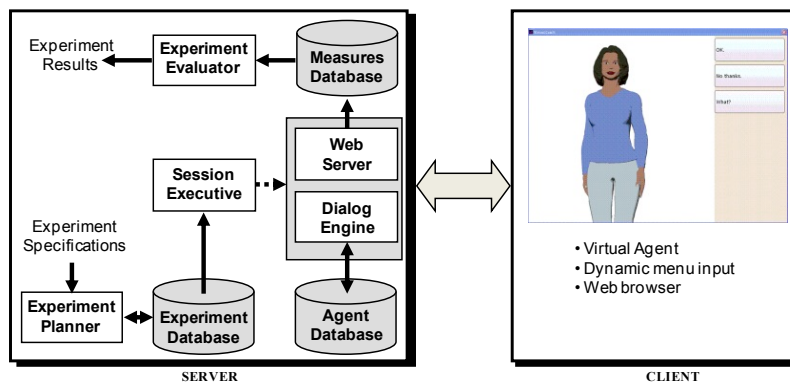 Experiment
Results
Experiment
Evaluator
Measures
Database
Web
Server
Session
Executive
Dialog
Engine
Experiment
Specifications
Experiment
Planner
Experiment
Database
Agent
Database
SERVER
OK.
No thanks.
What?
• Virtual Agent
• Dynamic menu input
• Web browser
CLIENT